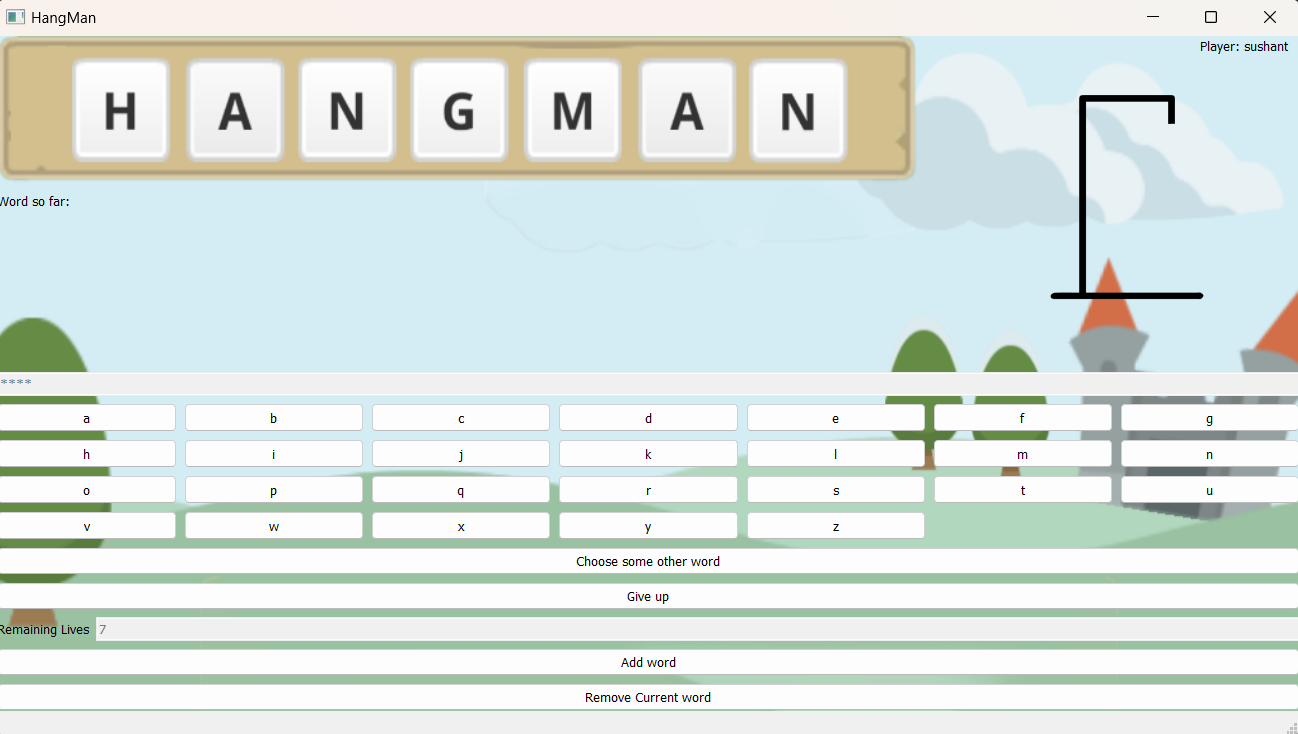 HangMan
Player: sushant
H A N G M A N
Word so far:
****
a b c d e f g
h i j k l m n
o p q r s t u
v w x y z
Choose some other word
Give up
Remaining Lives 7
Add word
Remove Current word